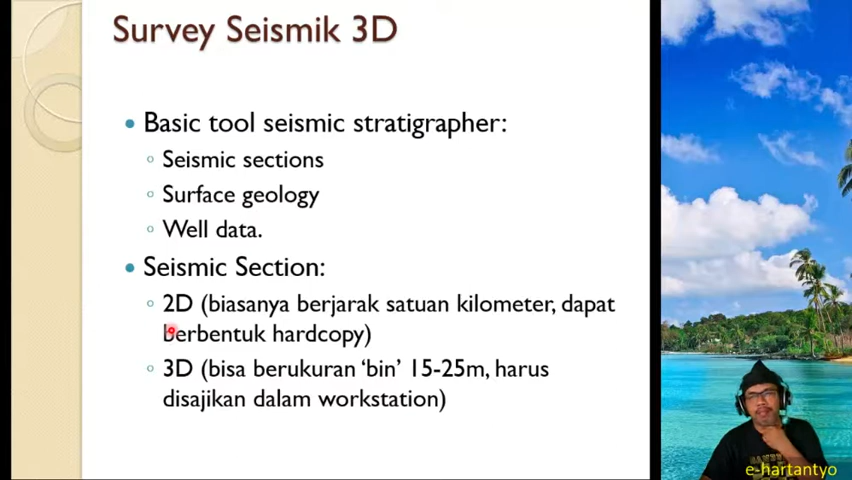 Survey Seismik 3D
Basic tool seismic stratigrapher:
Seismic sections
Surface geology
Well data.
Seismic Section:
2D (biasanya berjarak satuan kilometer, dapat
berbentuk hardcopy)
3D (bisa berukuran ‘bin’ 15-25m, harus
disajikan dalam workstation)
e-hartantyo